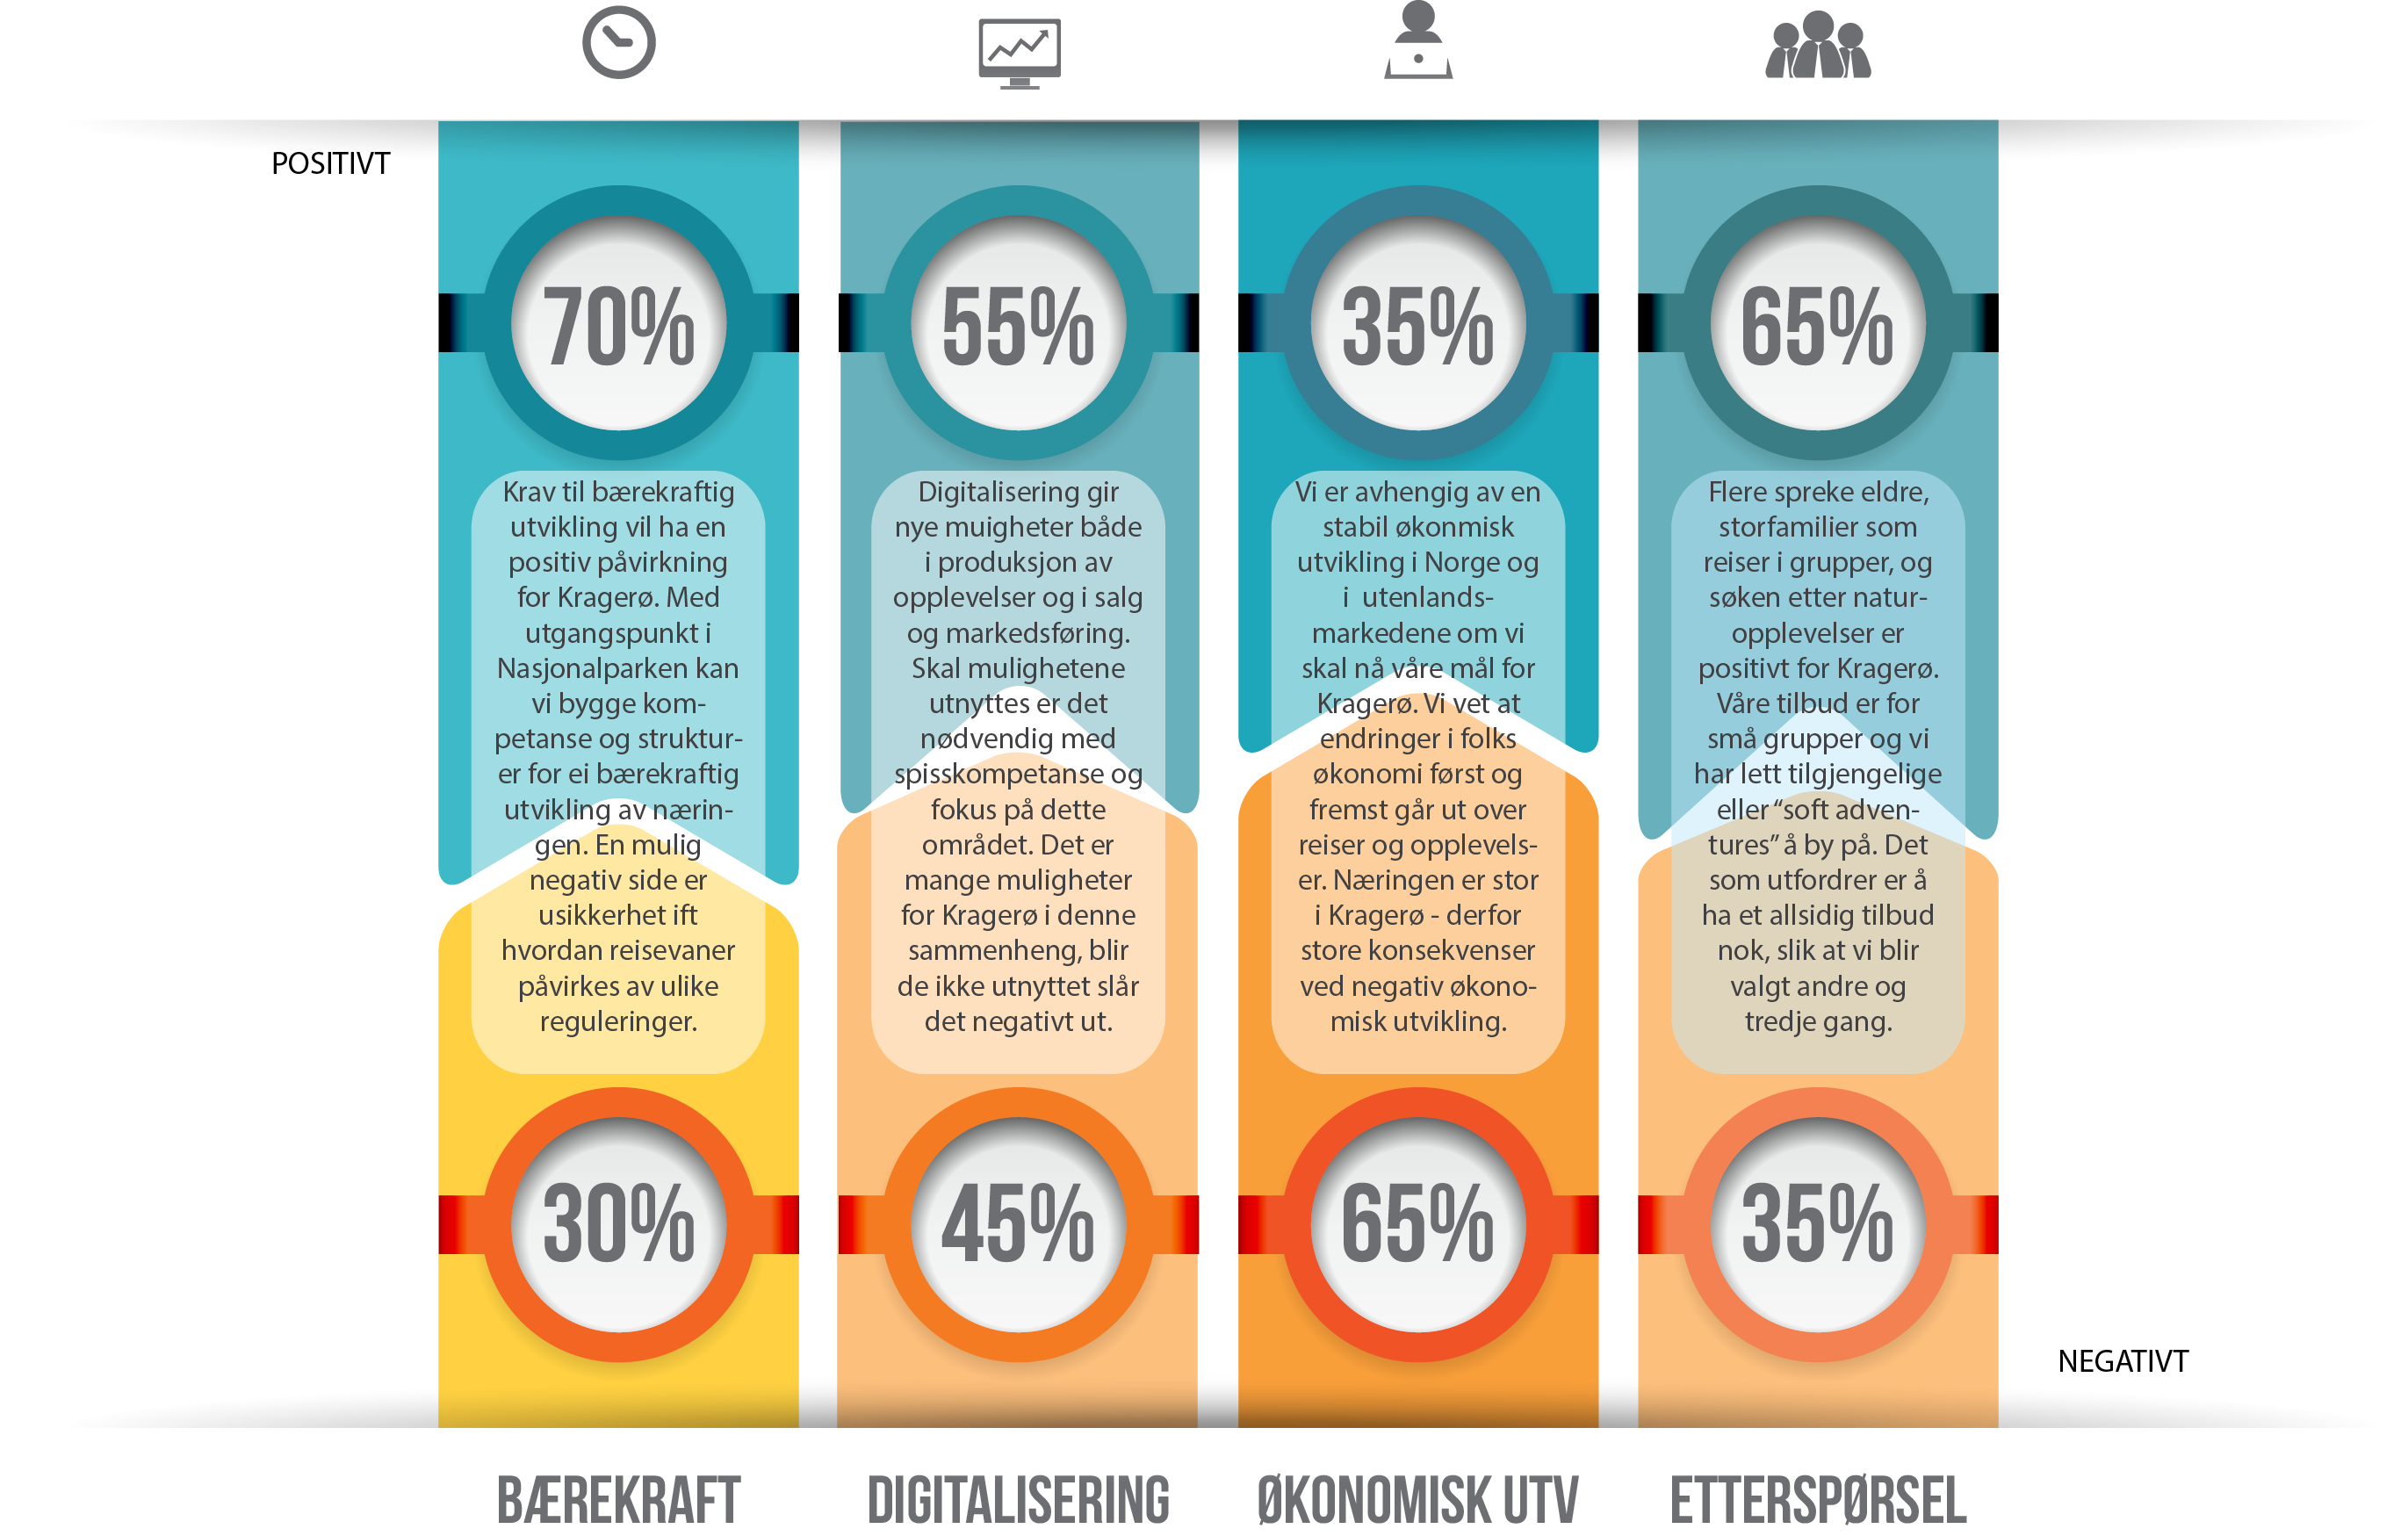 POSITIVT
70%
Krav til bærekraftig
utvikling vil ha en
positiv påvirkning
for Kragerø. Med
utgangspunkt i
Nasjonalparken kan
vi bygge kom-
petanse og struktur-
er for ei bærekraftig
utvikling av nærin-
gen. En mulig
negativ side er
usikkerhet ift
hvordan reisevaner
påvirkes av ulike
reguleringer.
30%
BÆREKRAFT
55%
Digitalisering gir
nye muigheter både
i produksjon av
opplevelser og i salg
og markedsføring.
Skal mulighetene
utnyttes er det
nødvendig med
spisskompetanse og
fokus på dette
området. Det er
mange muligheter
for Kragerø i denne
sammenheng, blir
de ikke utnyttet slår
det negativt ut.
45%
DIGITALISERING
35%
Vi er avhengig av en
stabil økonmisk
utvikling i Norge og
i utenlands-
markedene om vi
skal nå våre mål for
Kragerø. Vi vet at
endringer i folks
økonomi først og
fremst går ut over
reiser og opplevels-
er. Næringen er stor
i Kragerø - derfor
store konsekvenser
ved negativ økono-
misk utvikling.
65%
ØKONOMISK UTV
65%
Flere spreke eldre,
storfamilier som
reiser i grupper, og
søken etter natur-
opplevelser er
positivt for Kragerø.
Våre tilbud er for
små grupper og vi
har lett tilgjengelige
eller “soft adven-
tures” å by på. Det
som utfordrer er å
ha et allsidig tilbud
nok, slik at vi blir
valgt andre og
tredje gang.
35%
ETTERSPØRSEL
NEGATIVT